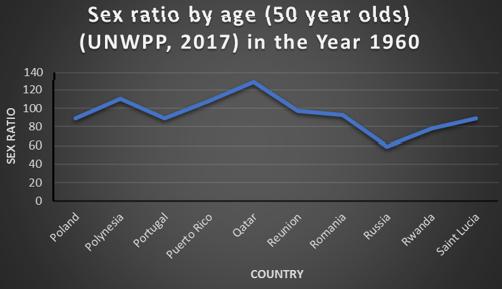 Sex ratio by age (50 year olds)
(UNWPP, 2017) in the Year 1960
140
120
100
80
60
40
20
0
SEX RATIO
Poland
Polynesia
Portugal
Puerto Rico
Qatar
Reunion
Romania
Russia
Rwanda
Saint Lucia
COUNTRY